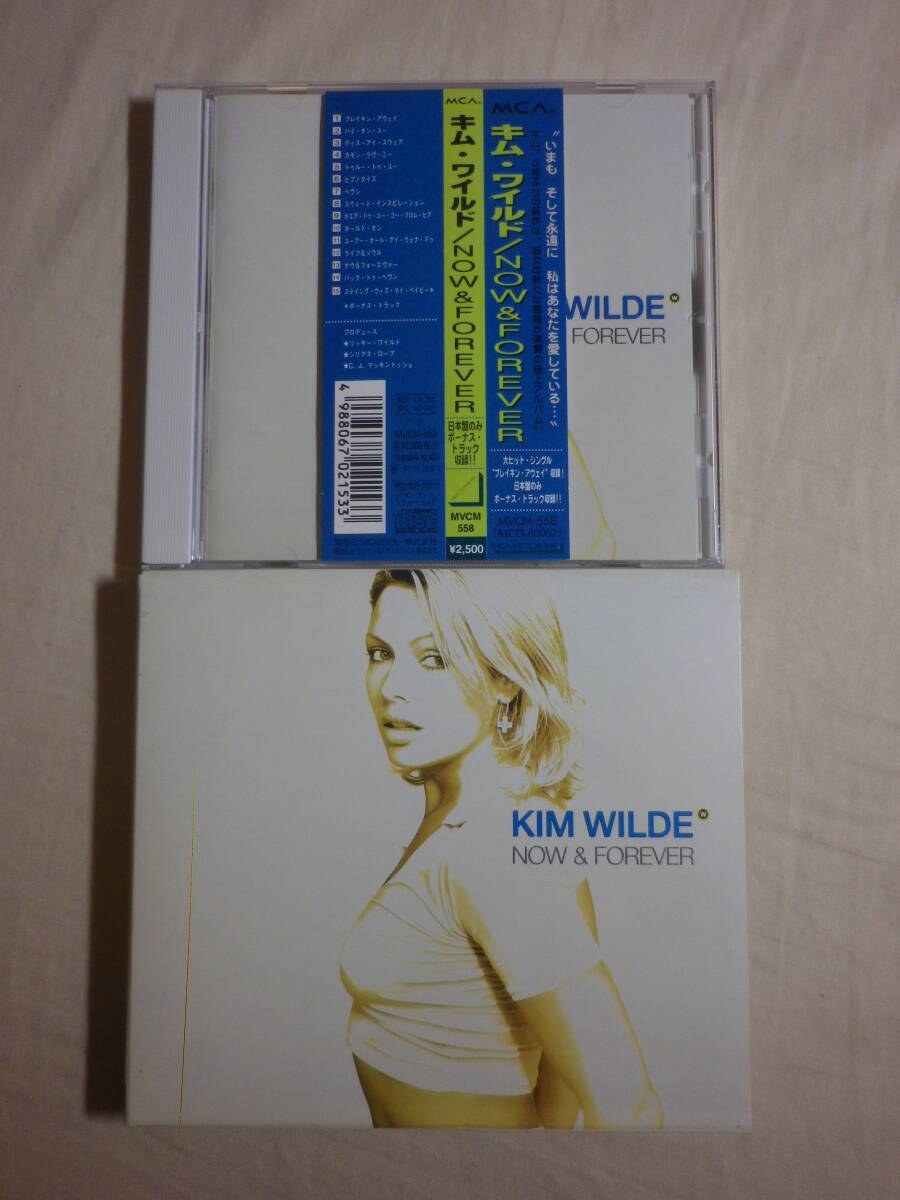 1 ブレイキン・アウェイ
2 ハイ・オン・ユー
3 ディス・アイ・スウェア
4 カモン・ラヴ・ミー
5 トゥルー・トゥ・ユー
6 ヒプノタイズ
7 ヘヴン
8 スウィート・インスピレーション
9 ホエア・ドゥ・ユー・ゴー・フロム・ヒア
10 ホールド・オン
11 ユーアー・オール・アイ・ウォナ・ドゥ
12 ライフ&ソウル
13 ナウ&フォーエヴァー
14 バック・トゥ・ヘヴン
15 ステイング・ウィズ・マイ・ベイビー*
*ボーナス・トラック
プロデュース
★リッキー・ワイルド
★シリアス・ロープ
★C. J. マッキントッシュ
4 988067 021533
MVCM-558
disc
MCA
キム・ワイルド/NOW&FOREVER
日本盤のみ
ボーナス・
トラック
収録!!
MVCM
558
¥2,500
MCA
"いまも そして永遠に 私はあなたを愛している…"
キム・ワイルド/NOW&FOREVER
大ヒット・シングル
"ブレイキン・アウェイ"収録!
日本盤のみ
ボーナス・トラック収録!!
MVCM-558
(MCD-60002)
WILDE W
FOREVER
KIM WILDE W
NOW & FOREVER